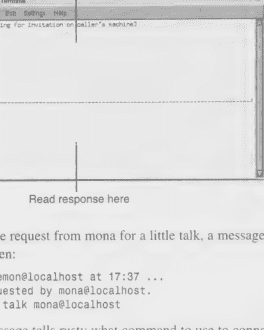 Terminal
Edit Settings Help
ing for invitation on caller's machine]
Read response here
e request from mona for a little talk, a message
en:
emon@localhost at 17:37 ...
uested by mona@localhost.
talk mona@localhost
ssage tells rusty what command to use to conne